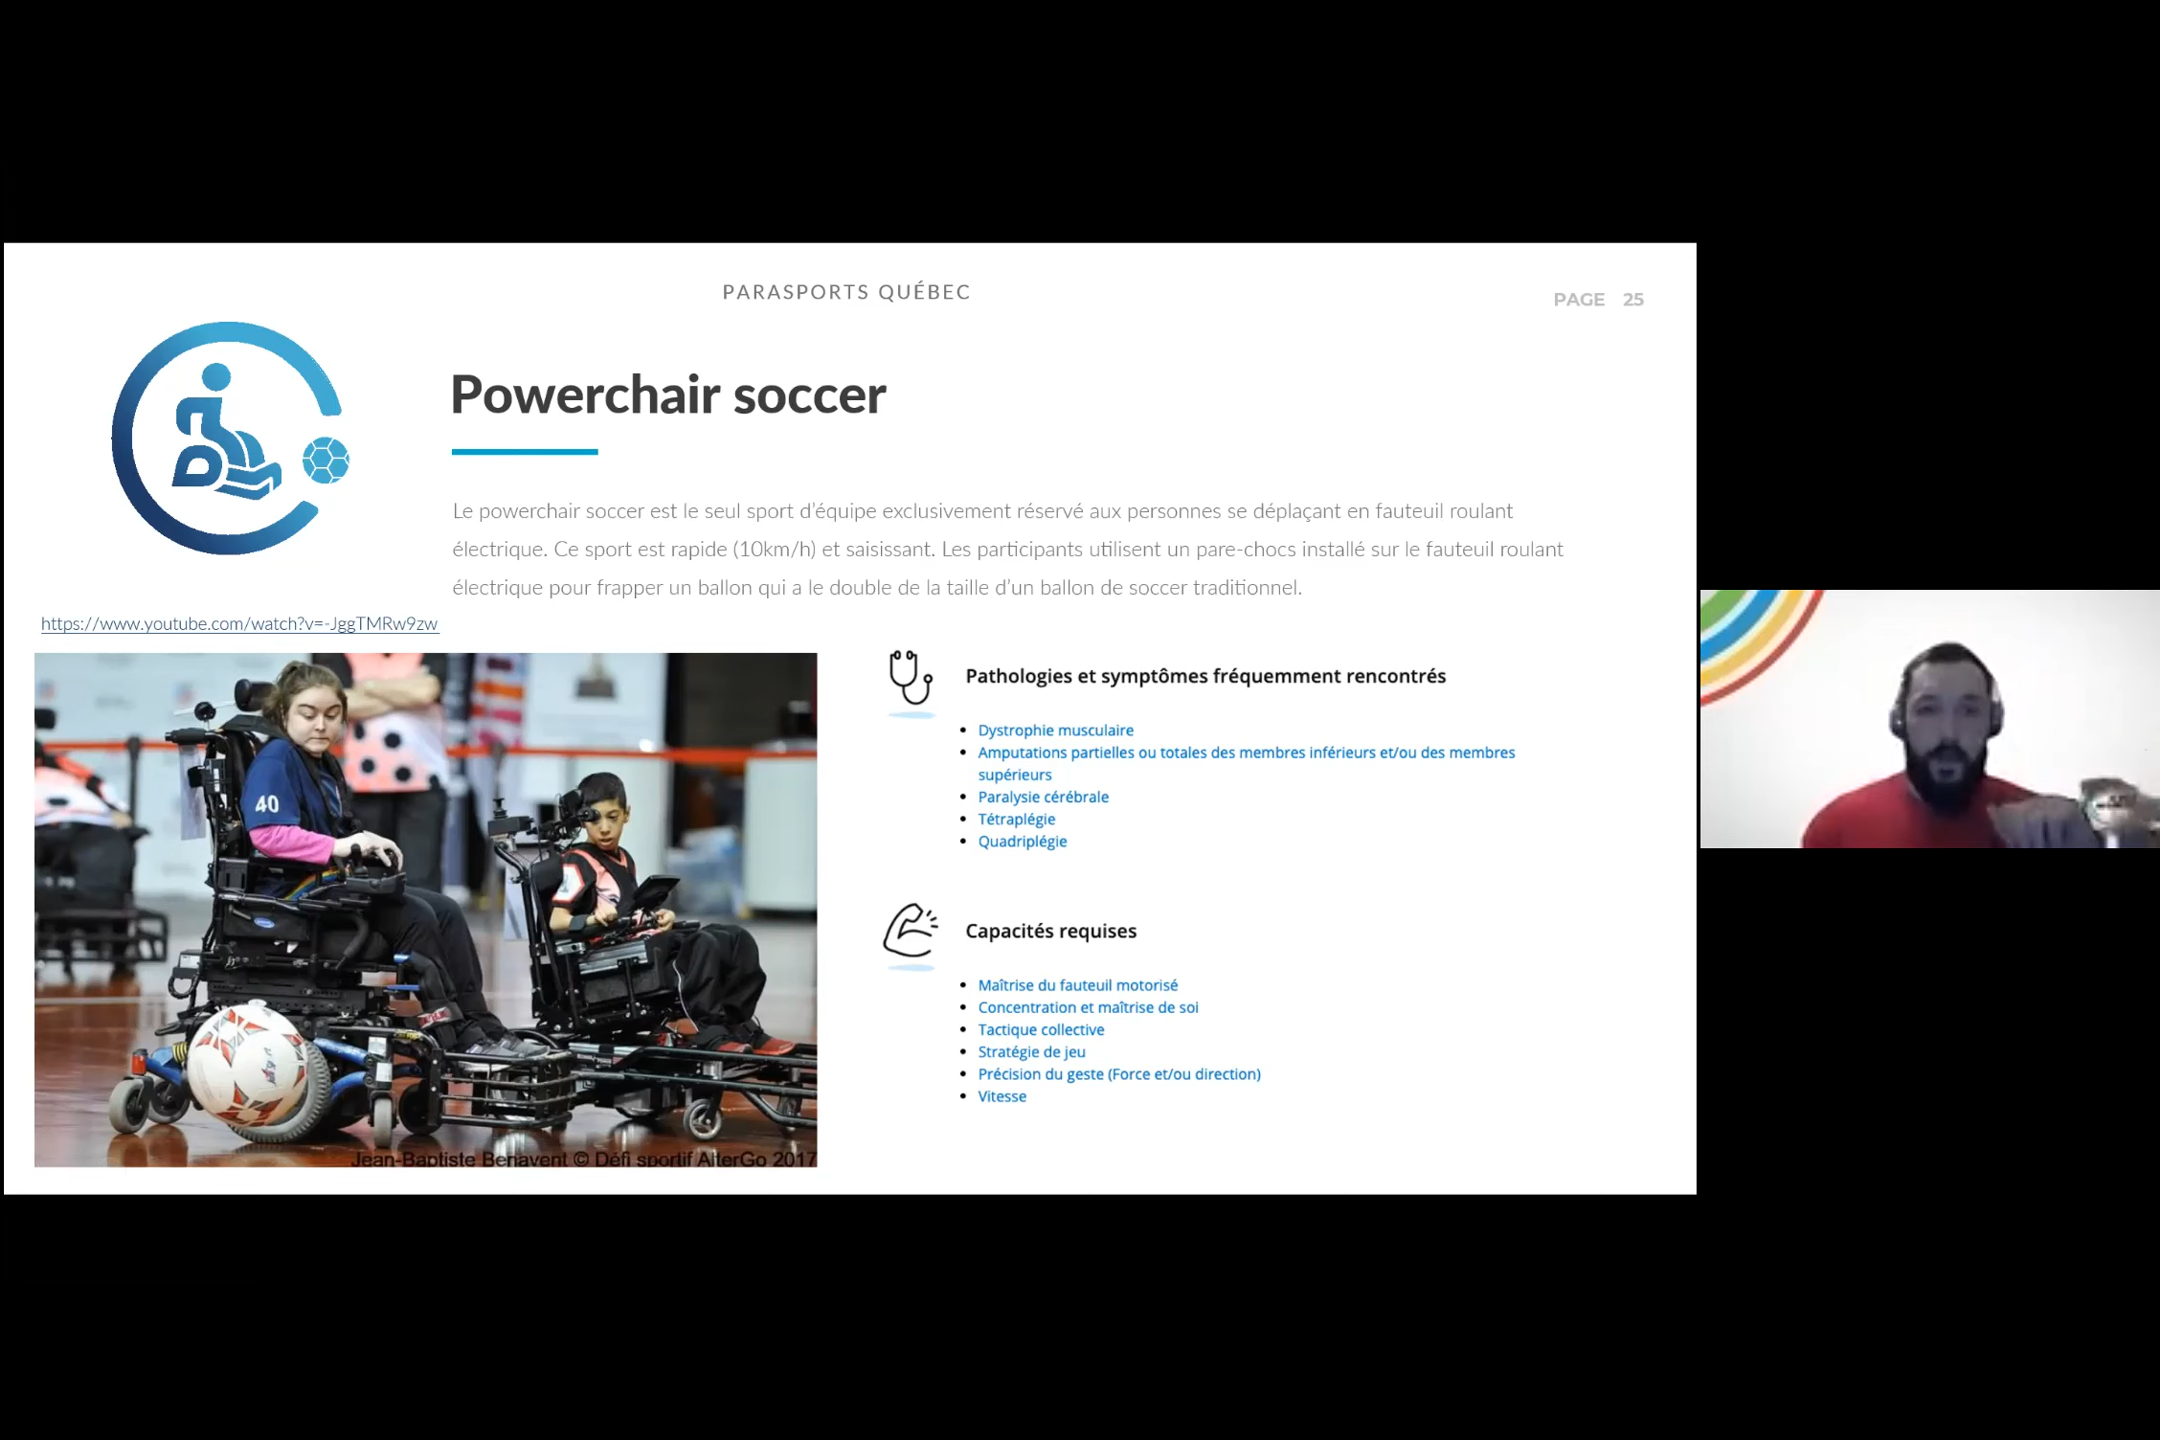 PARASPORTS QUÉBEC
PAGE 25
Powerchair soccer
Le powerchair soccer est le seul sport d'équipe exclusivement réservé aux personnes se déplaçant en fauteuil roulant
électrique. Ce sport est rapide (10km/h) et saisissant. Les participants utilisent un pare-chocs installé sur le fauteuil roulant
électrique pour frapper un ballon qui a le double de la taille d'un ballon de soccer traditionnel.
https://www.youtube.com/watch?v=-JggTMRw9zw
40
Jean-Baptiste Benavent © Défi sportif AlterGo 2017
Pathologies et symptômes fréquemment rencontrés
• Dystrophie musculaire
• Amputations partielles ou totales des membres inférieurs et/ou des membres
supérieurs
• Paralysie cérébrale
• Tétraplégie
• Quadriplégie
Capacités requises
• Maîtrise du fauteuil motorisé
• Concentration et maîtrise de soi
• Tactique collective
• Stratégie de jeu
• Précision du geste (Force et/ou direction)
• Vitesse